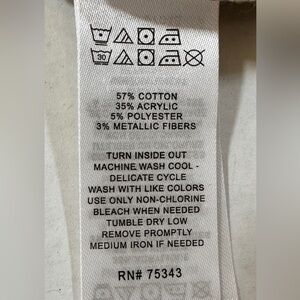 30
57% COTTON
35% ACRYLIC
5% POLYESTER
3% METALLIC FIBERS
TURN INSIDE OUT
MACHINE WASH COOL -
DELICATE CYCLE
WASH WITH LIKE COLORS
USE ONLY NON-CHLORINE
BLEACH WHEN NEEDED
TUMBLE DRY LOW
REMOVE PROMPTLY
MEDIUM IRON IF NEEDED
RN# 75343